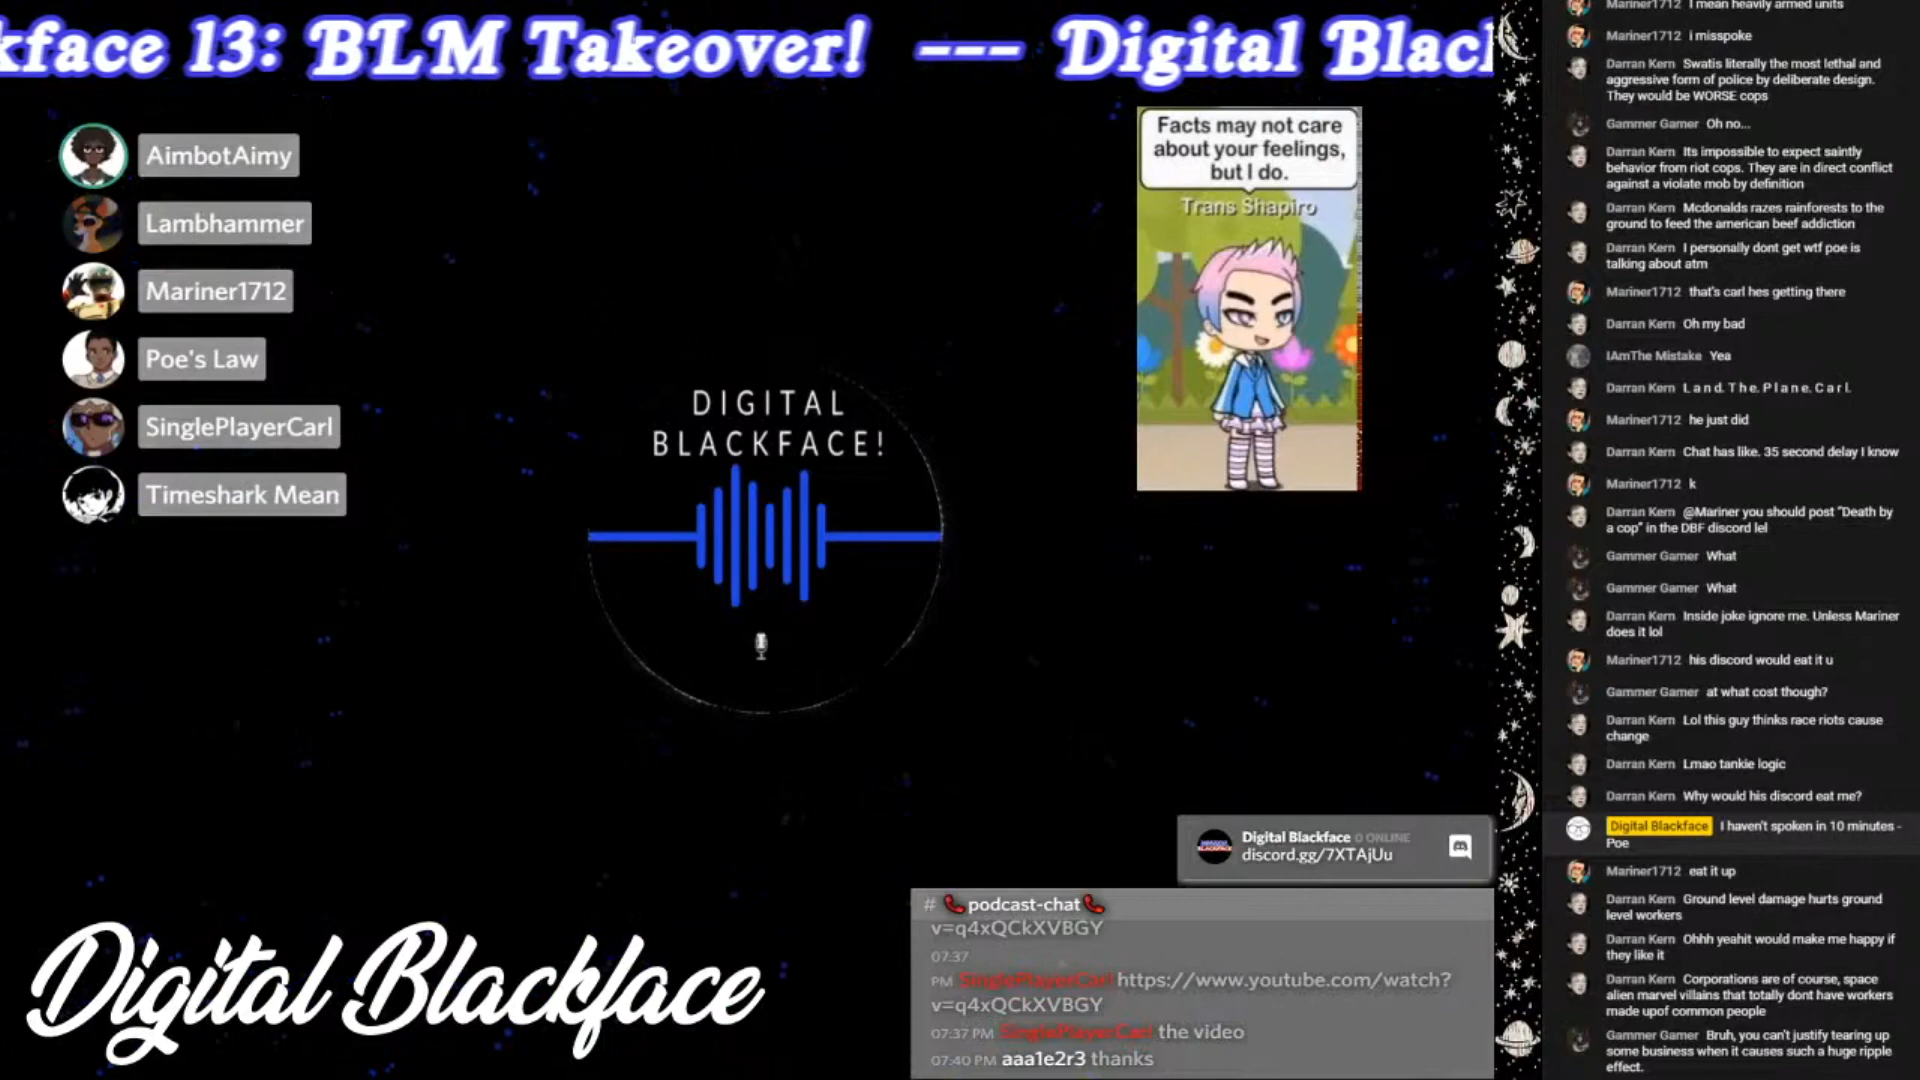 kface 13: BLM Takeover! --- Digital Black
AimbotAimy
Lambhammer
Mariner1712
Poe's Law
SinglePlayerCarl
Timeshark Mean
DIGITAL
BLACKFACE!
Facts may not care
about your feelings,
but I do.
Trans Shapiro
Digital Blackface
Digital Blackface 0 ONLINE
discord.gg/7XTAjUu
# podcast-chat
v=q4xQCkXVBGY
07:37
PM SinglePlayerCarl https://www.youtube.com/watch?
v=q4xQCkXVBGY
07:37 PM SinglePlayerCarl the video
07:40 PM aaa1e2r3 thanks
Mariner1712 I mean heavily armed units
Mariner1712 i misspoke
Darran Kern Swatis literally the most lethal and
aggressive form of police by deliberate design.
They would be WORSE cops
Gammer Gamer Oh no...
Darran Kern Its impossible to expect saintly
behavior from riot cops. They are in direct conflict
against a violate mob by definition
Darran Kern Mcdonalds razes rainforests to the
ground to feed the american beef addiction
Darran Kern I personally dont get wtf poe is
talking about atm
Mariner1712 that's carl hes getting there
Darran Kern Oh my bad
IAmThe Mistake Yea
Darran Kern L a n d. T h e. P l a n e. C a r l.
Mariner1712 he just did
Darran Kern Chat has like. 35 second delay I know
Mariner1712 k
Darran Kern @Mariner you should post "Death by
a cop" in the DBF discord lel
Gammer Gamer What
Gammer Gamer What
Darran Kern Inside joke ignore me. Unless Mariner
does it lol
Mariner1712 his discord would eat it u
Gammer Gamer at what cost though?
Darran Kern Lol this guy thinks race riots cause
change
Darran Kern Lmao tankie logic
Darran Kern Why would his discord eat me?
Digital Blackface I haven't spoken in 10 minutes -
Poe
Mariner1712 eat it up
Darran Kern Ground level damage hurts ground
level workers
Darran Kern Ohhh yeahit would make me happy if
they like it
Darran Kern Corporations are of course, space
alien marvel villains that totally dont have workers
made upof common people
Gammer Gamer Bruh, you can't justify tearing up
some business when it causes such a huge ripple
effect.